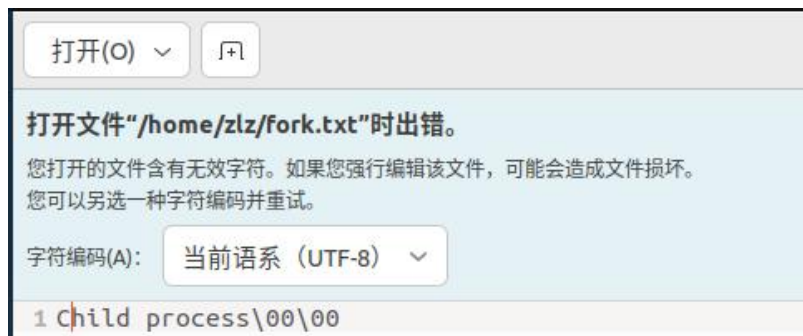 打开(O)
打开文件“/home/zlz/fork.txt”时出错。
您打开的文件含有无效字符。如果您强行编辑该文件，可能会造成文件损坏。
您可以另选一种字符编码并重试。
字符编码(A)： 当前语系（UTF-8）
1 Child process\00\00